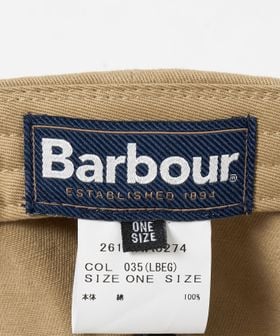 Barbour®
ESTABLISHED 1894
ONE
SIZE
COL 035(LBEG)
SIZE ONE SIZE
本体 綿 100%